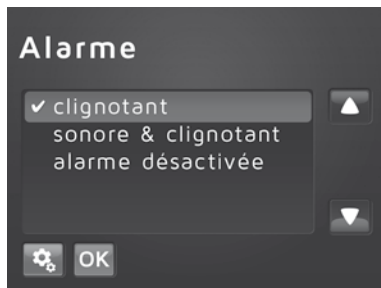 Alarme
✔ clignotant
sonore & clignotant
alarme désactivée
OK